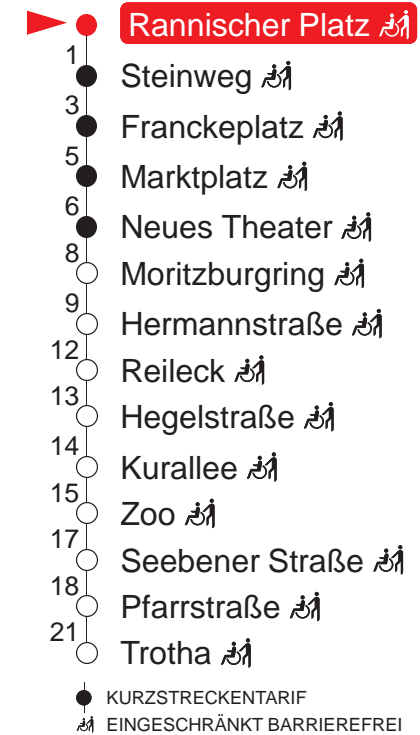 Rannischer Platz
1
Steinweg
3
Franckeplatz
5
Marktplatz
6
Neues Theater
8
Moritzburgring
9
Hermannstraße
12
Reileck
13
Hegelstraße
14
Kurallee
15
Zoo
17
Seebener Straße
18
Pfarrstraße
21
Trotha
KURZSTRECKENTARIF
EINGESCHRÄNKT BARRIEREFREI